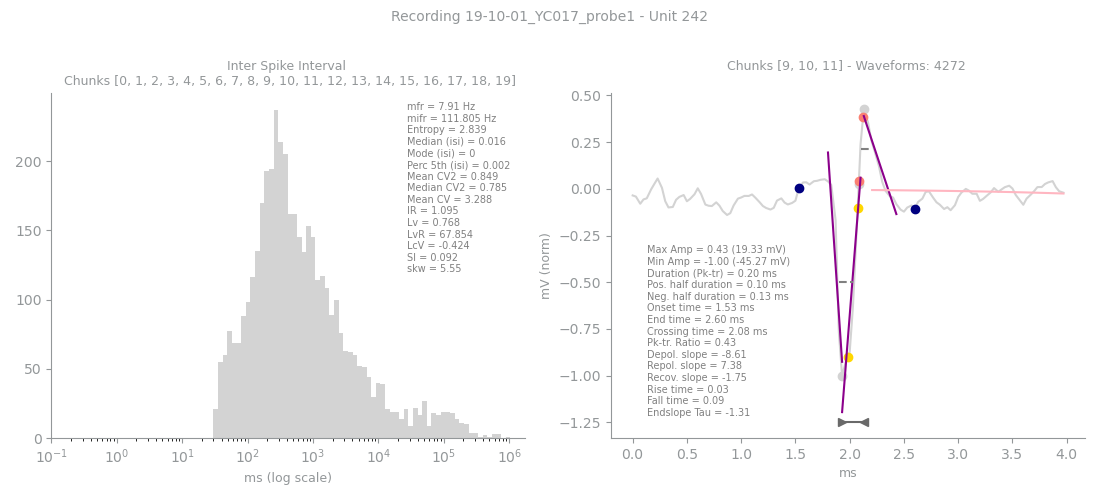 Recording 19-10-01_YC017_probe1 - Unit 242
Inter Spike Interval
Chunks [0, 1, 2, 3, 4, 5, 6, 7, 8, 9, 10, 11, 12, 13, 14, 15, 16, 17, 18, 19]
mfr = 7.91 Hz
mifr = 111.805 Hz
Entropy = 2.839
Median (isi) = 0.016
Mode (isi) = 0
Perc 5th (isi) = 0.002
Mean CV2 = 0.849
Median CV2 = 0.785
Mean CV = 3.288
IR = 1.095
Lv = 0.768
LvR = 67.854
LcV = -0.424
SI = 0.092
skw = 5.55
200
150
100
50
0
10⁻¹ 10⁰ 10¹ 10² 10³ 10⁴ 10⁵ 10⁶
ms (log scale)
Chunks [9, 10, 11] - Waveforms: 4272
0.50
0.25
0.00
−0.25
−0.50
−0.75
−1.00
−1.25
mV (norm)
Max Amp = 0.43 (19.33 mV)
Min Amp = -1.00 (-45.27 mV)
Duration (Pk-tr) = 0.20 ms
Pos. half duration = 0.10 ms
Neg. half duration = 0.13 ms
Onset time = 1.53 ms
End time = 2.60 ms
Crossing time = 2.08 ms
Pk-tr. Ratio = 0.43
Depol. slope = -8.61
Repol. slope = 7.38
Recov. slope = -1.75
Rise time = 0.03
Fall time = 0.09
Endslope Tau = -1.31
0.0 0.5 1.0 1.5 2.0 2.5 3.0 3.5 4.0
ms